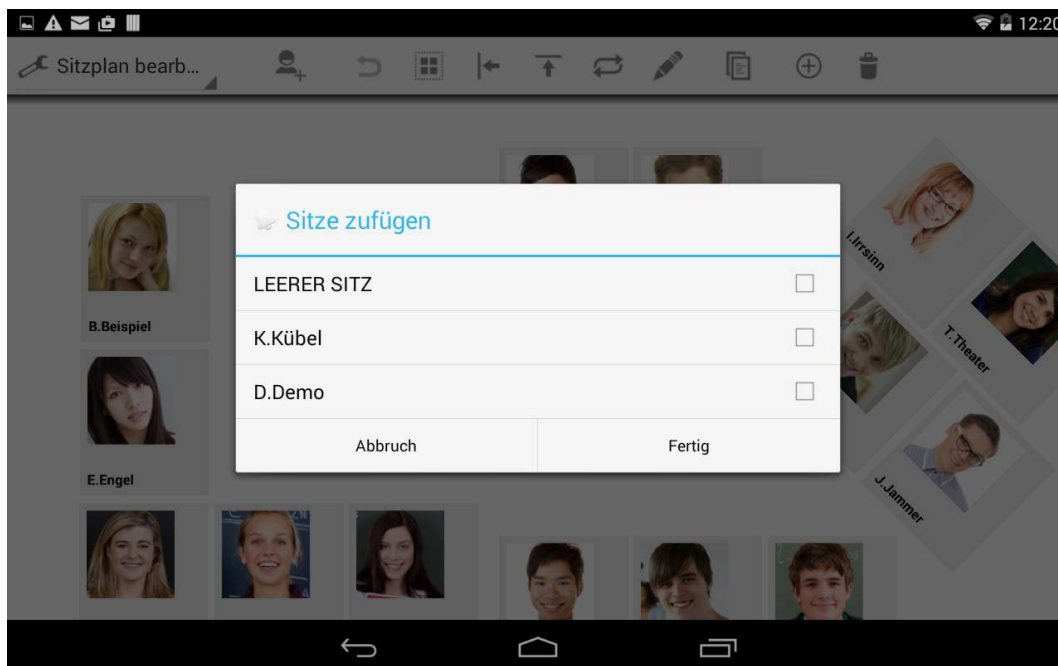 12:20
Sitzplan bearb...
Sitze zufügen
LEERER SITZ
K.Kübel
D.Demo
Abbruch
Fertig
B.Beispiel
E.Engel
I.Irrsinn
T.Theater
J.Jammer